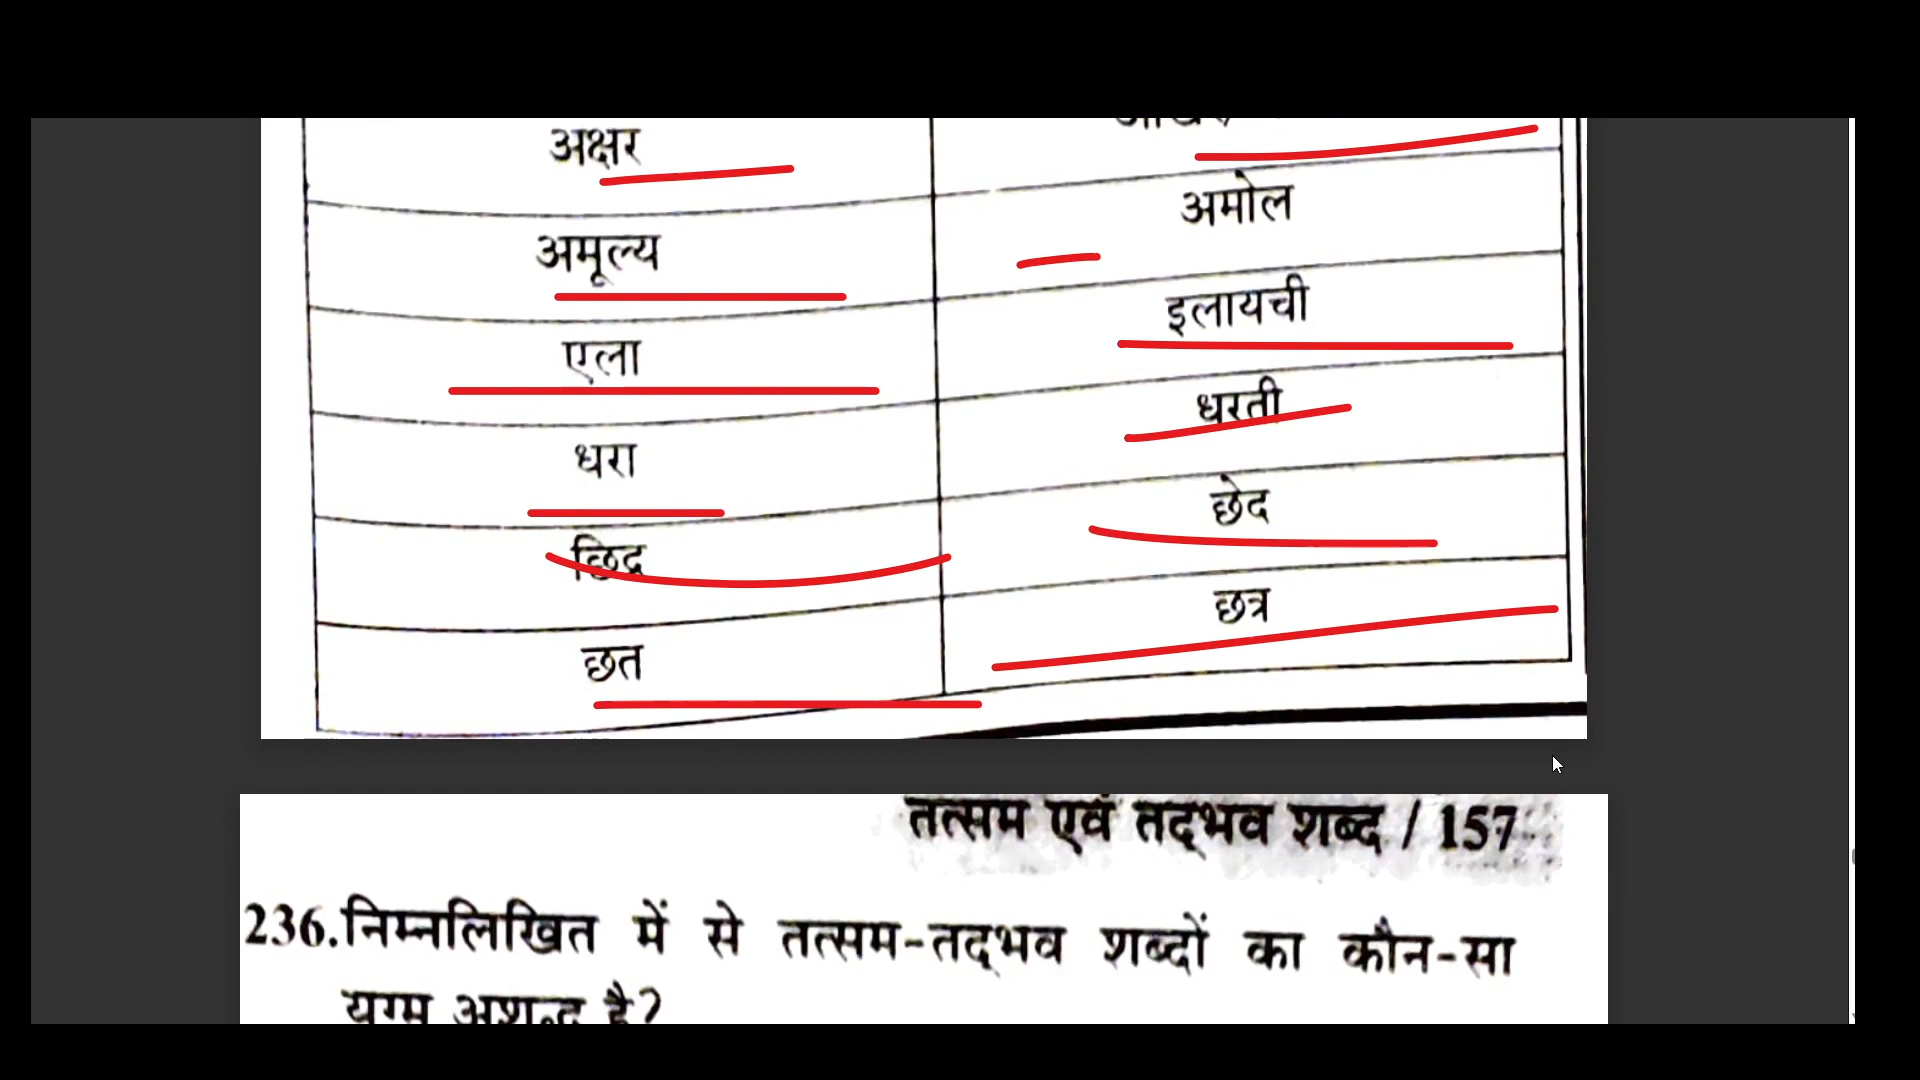 अक्षर
अमूल्य अमोल
एला इलायची
धरा धरती
छिद्र छेद
छत छत्र
तत्सम एवं तद्भव शब्द / 157
236.निम्नलिखित में से तत्सम-तद्भव शब्दों का कौन-सा
युग्म अशुद्ध है?